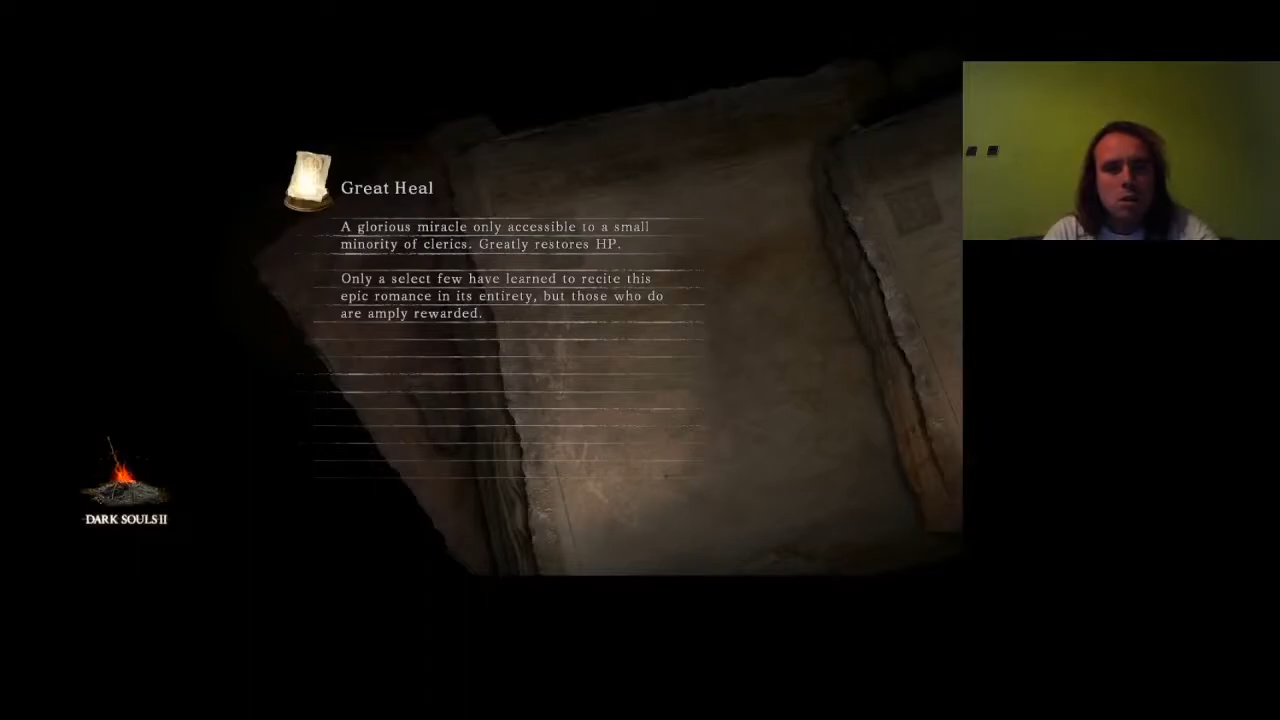 Great Heal
A glorious miracle only accessible to a small
minority of clerics. Greatly restores HP.
Only a select few have learned to recite this
epic romance in its entirety, but those who do
are amply rewarded.
DARK SOULS II